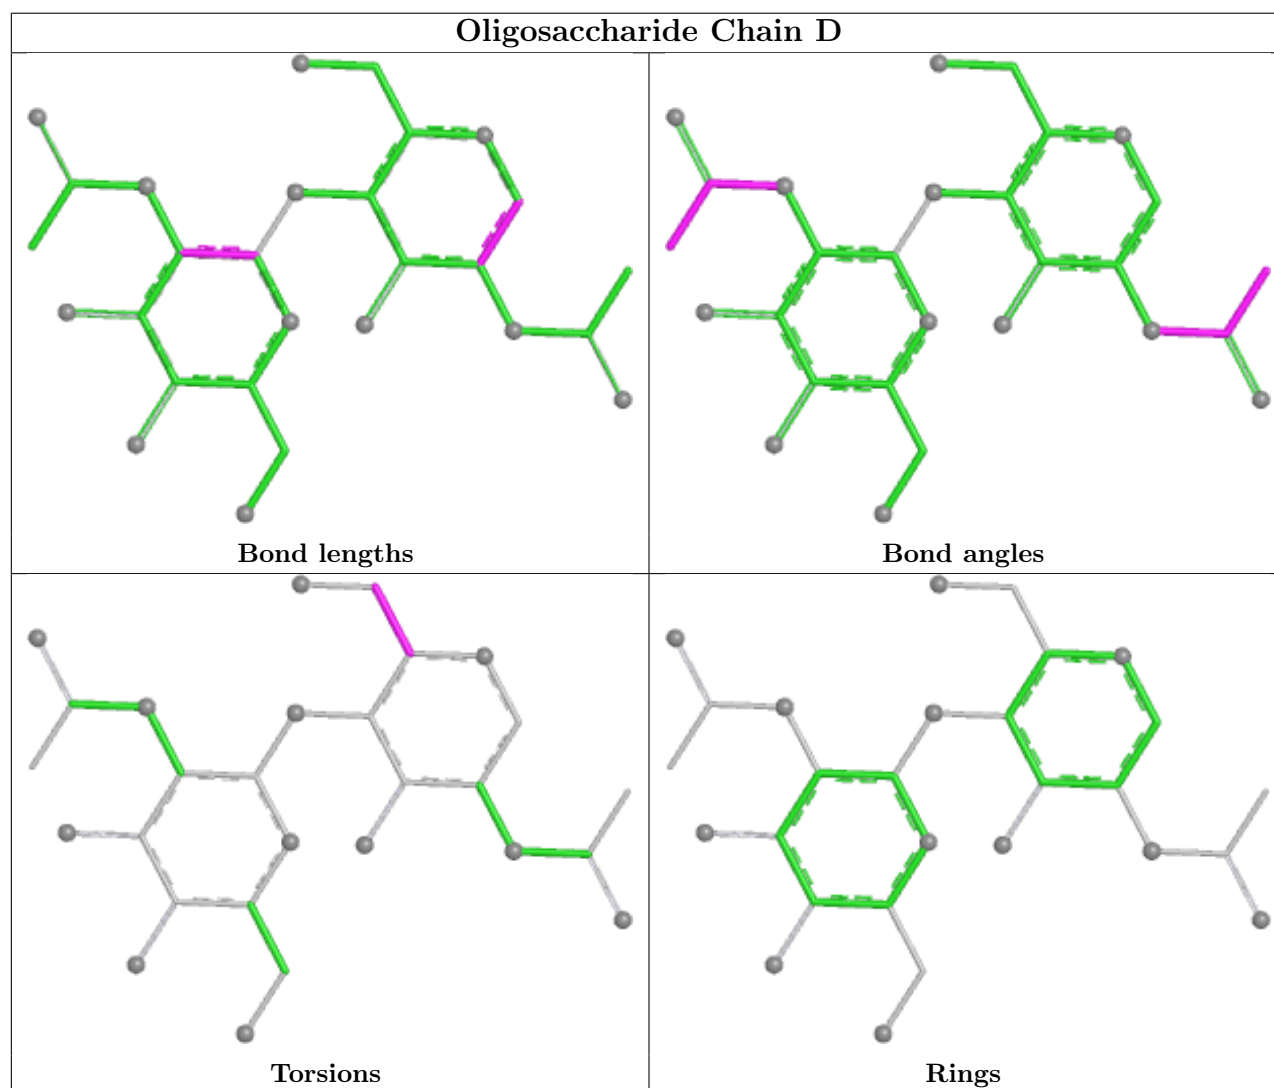 Oligosaccharide Chain D
Bond lengths
Bond angles
Torsions
Rings